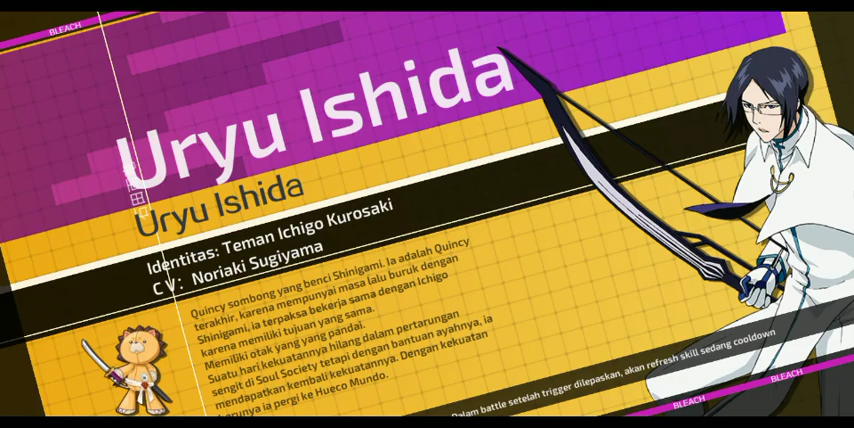 BLEACH
Uryu Ishida
Uryu Ishida
Identitas: Teman Ichigo Kurosaki
CV: Noriaki Sugiyama
Quincy sombong yang benci Shinigami. Ia adalah Quincy
terakhir, karena mempunyai masa lalu buruk dengan
Shinigami, ia terpaksa bekerja sama dengan Ichigo
karena memiliki tujuan yang sama.
Memiliki otak yang yang pandai.
Suatu hari kekuatannya hilang dalam pertarungan
sengit di Soul Society tetapi dengan bantuan ayahnya, ia
mendapatkan kembali kekuatannya. Dengan kekuatan
barunya ia pergi ke Hueco Mundo.
Dalam battle setelah trigger dilepaskan, akan refresh skill sedang cooldown
BLEACH
BLEACH